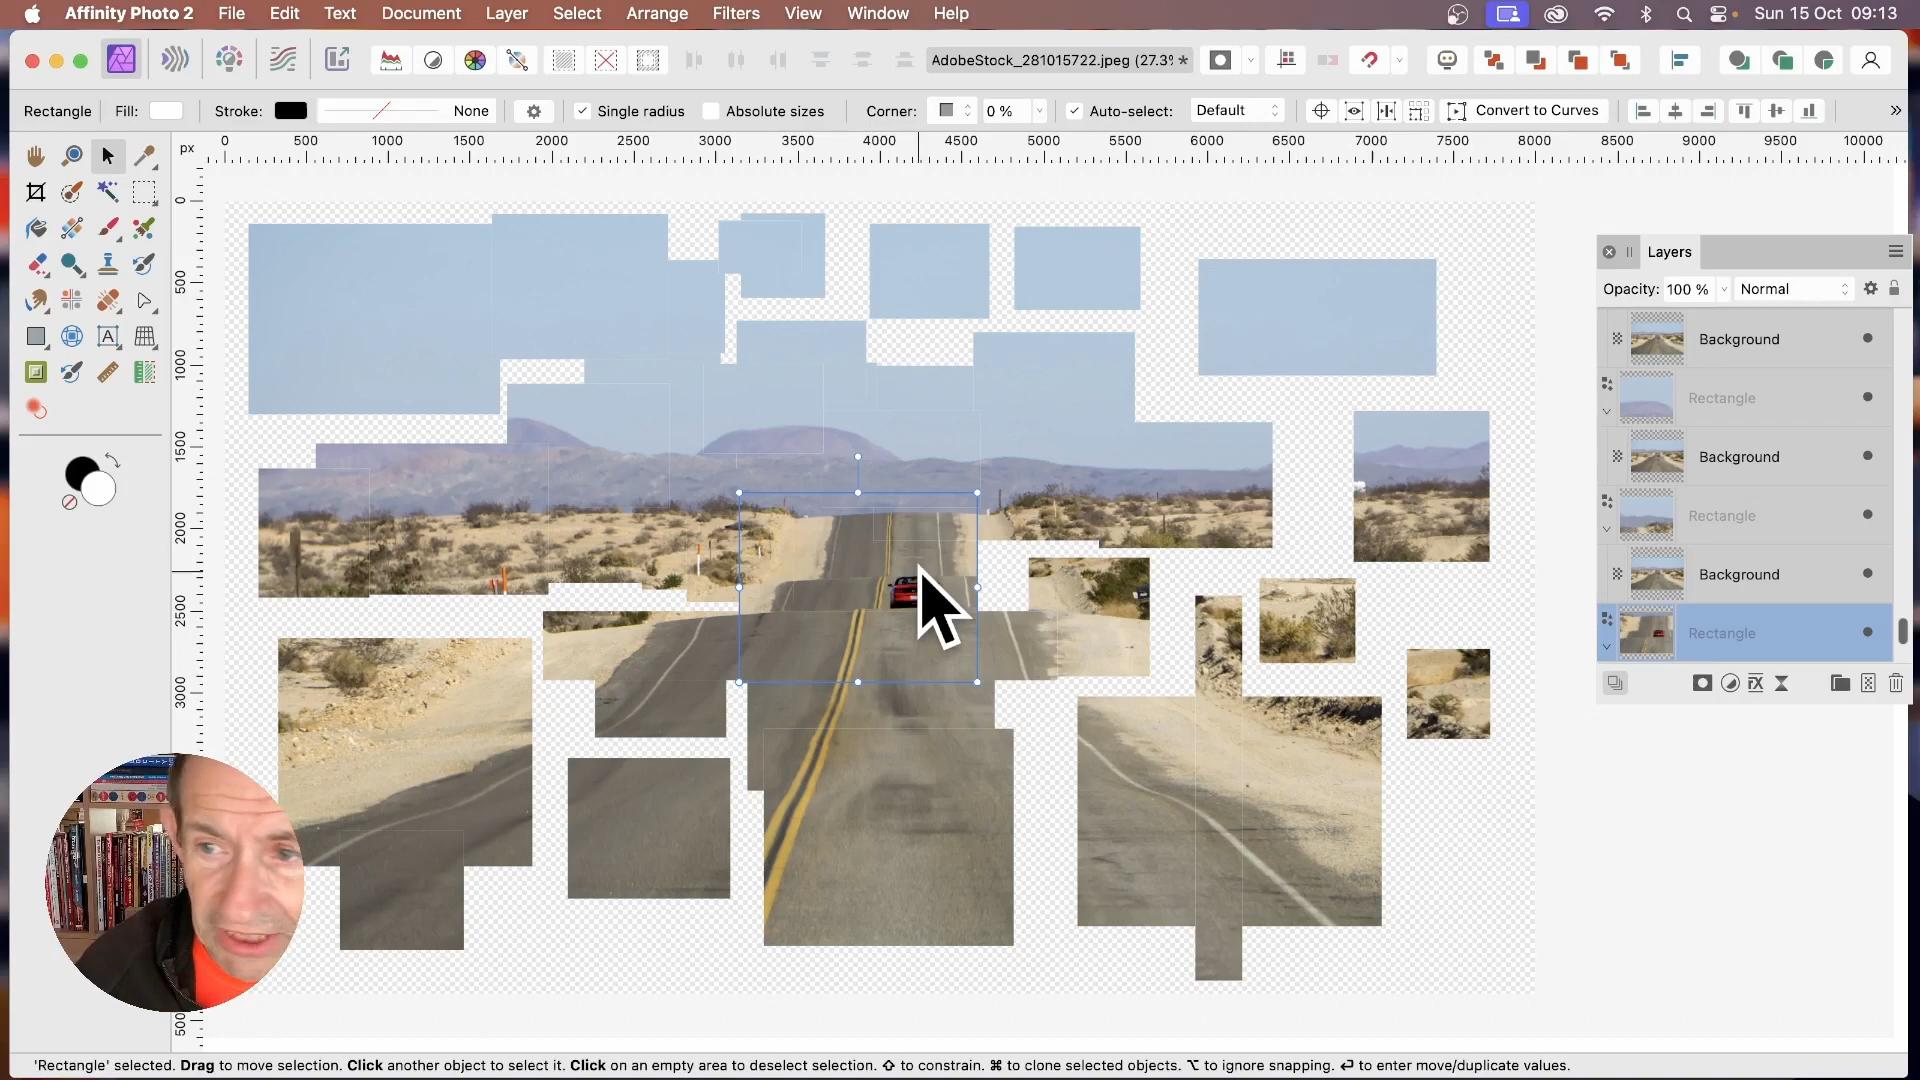 Affinity Photo 2 File Edit Text Document Layer Select Arrange Filters View Window Help Sun 15 Oct 09:13
AdobeStock_281015722.jpeg (27.3% *
Rectangle Fill: Stroke: None Single radius Absolute sizes Corner: 0 % Auto-select: Default Convert to Curves »
px 0 500 1000 1500 2000 2500 3000 3500 4000 4500 5000 5500 6000 6500 7000 7500 8000 8500 9000 9500 10000
0
500
1000
1500
2000
2500
3000
Layers
Opacity: 100 % Normal
Background
Rectangle
Background
Rectangle
Background
Rectangle
'Rectangle' selected. Drag to move selection. Click another object to select it. Click on an empty area to deselect selection. ⇧ to constrain. ⌘ to clone selected objects. ⌥ to ignore snapping. ↩ to enter move/duplicate values.